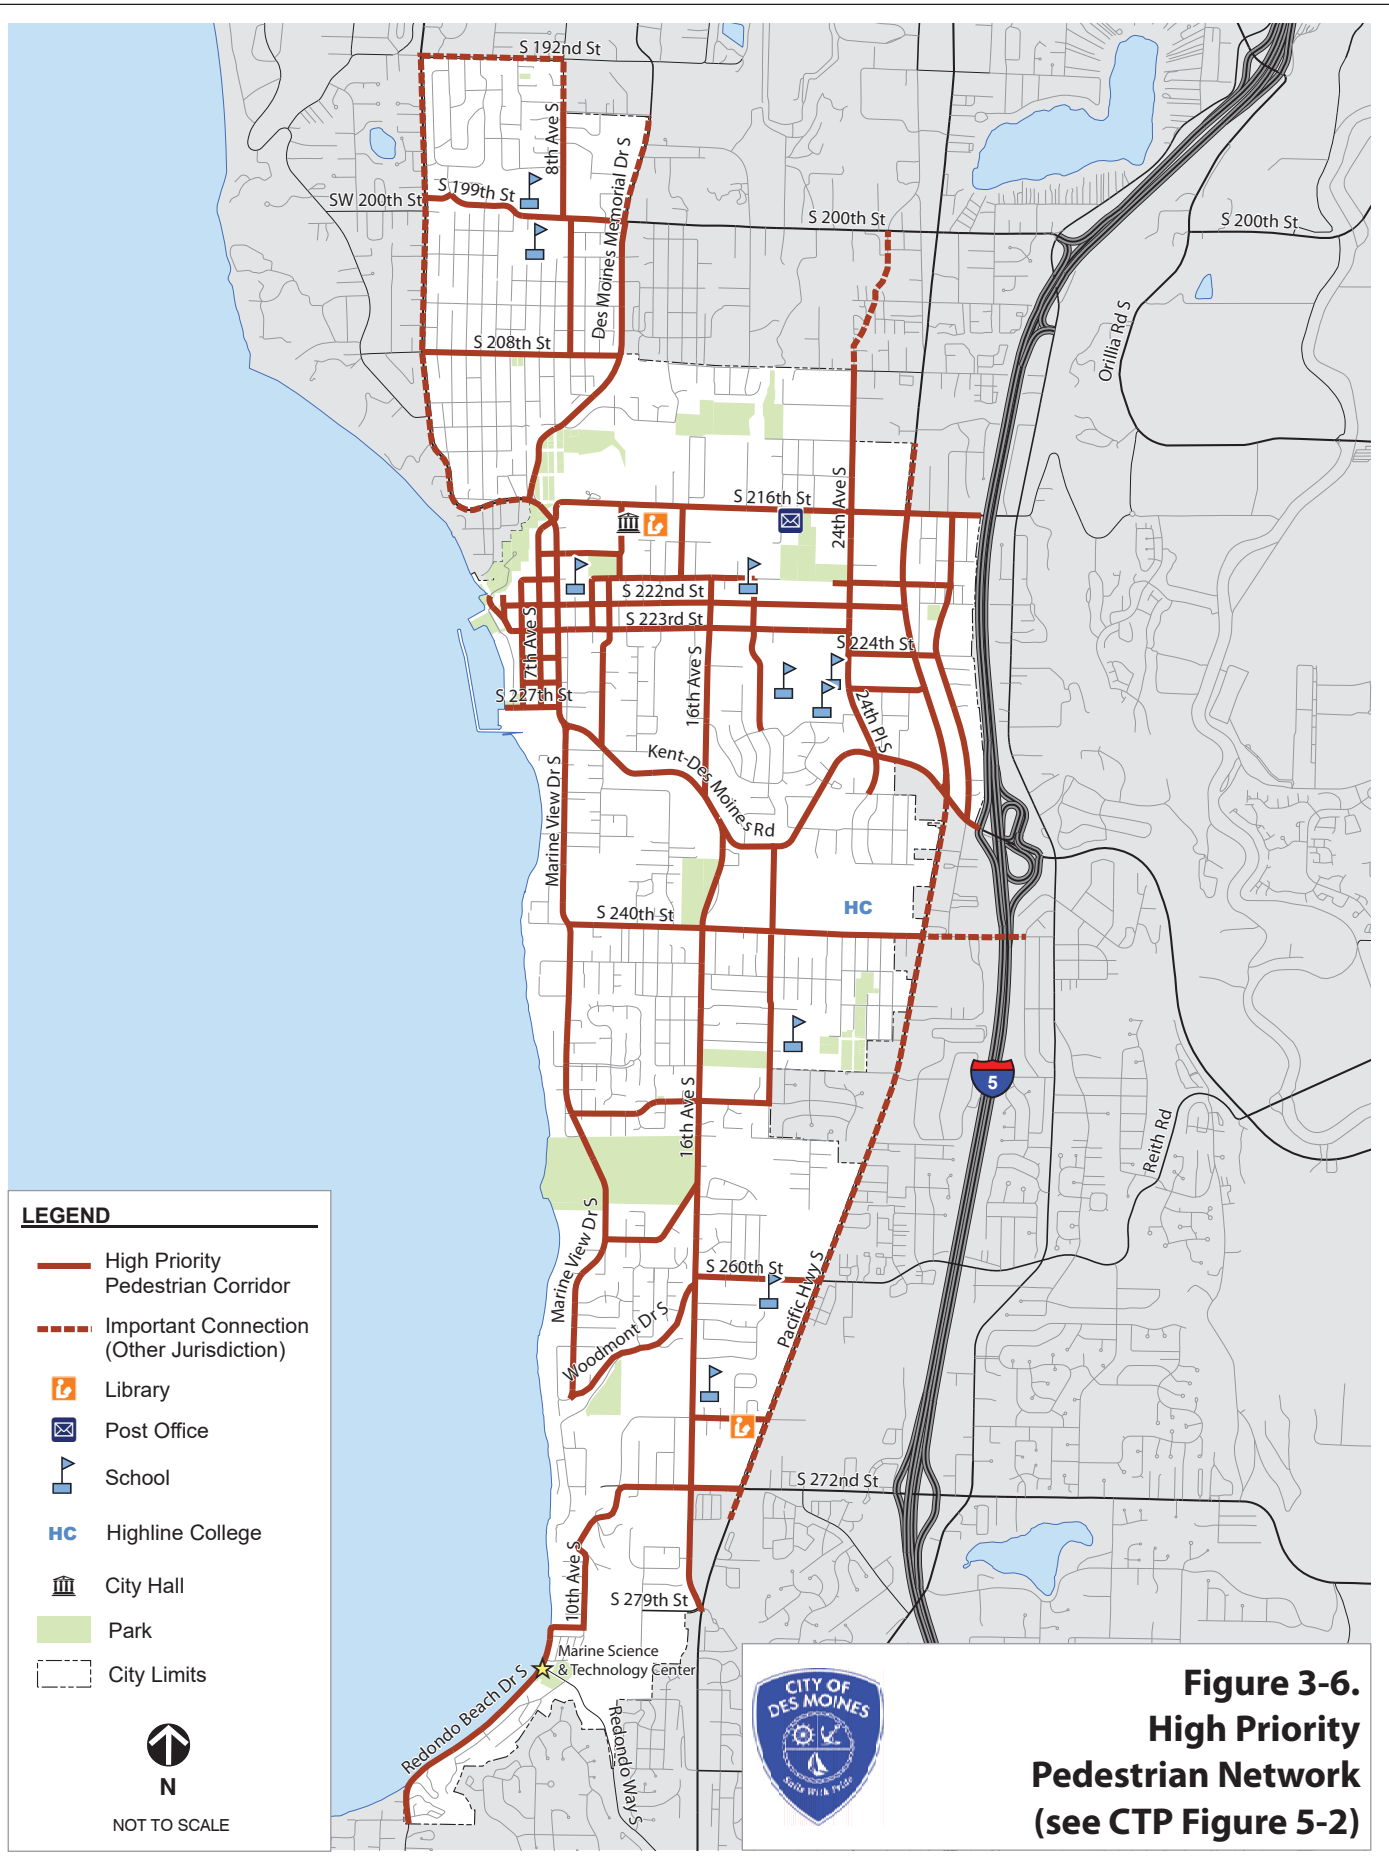 S 192nd St
8th Ave S
Des Moines Memorial Dr S
S 199th St
SW 200th St
S 200th St
S 200th St
Orillia Rd S
S 208th St
24th Ave S
S 216th St
S 222nd St
S 223rd St
7th Ave S
S 224th St
16th Ave S
S 227th St
24th Pl S
Kent-Des Moines Rd
Marine View Dr S
HC
S 240th St
5
16th Ave S
Reith Rd
Marine View Dr S
S 260th St
Pacific Hwy S
Woodmont Dr S
S 272nd St
10th Ave S
S 279th St
Marine Science
& Technology Center
Redondo Beach Dr S
Redondo Way S
LEGEND
High Priority
Pedestrian Corridor
Important Connection
(Other Jurisdiction)
Library
Post Office
School
HC Highline College
City Hall
Park
City Limits
N
NOT TO SCALE
CITY OF
DES MOINES
Sails With Pride
Figure 3-6.
High Priority
Pedestrian Network
(see CTP Figure 5-2)